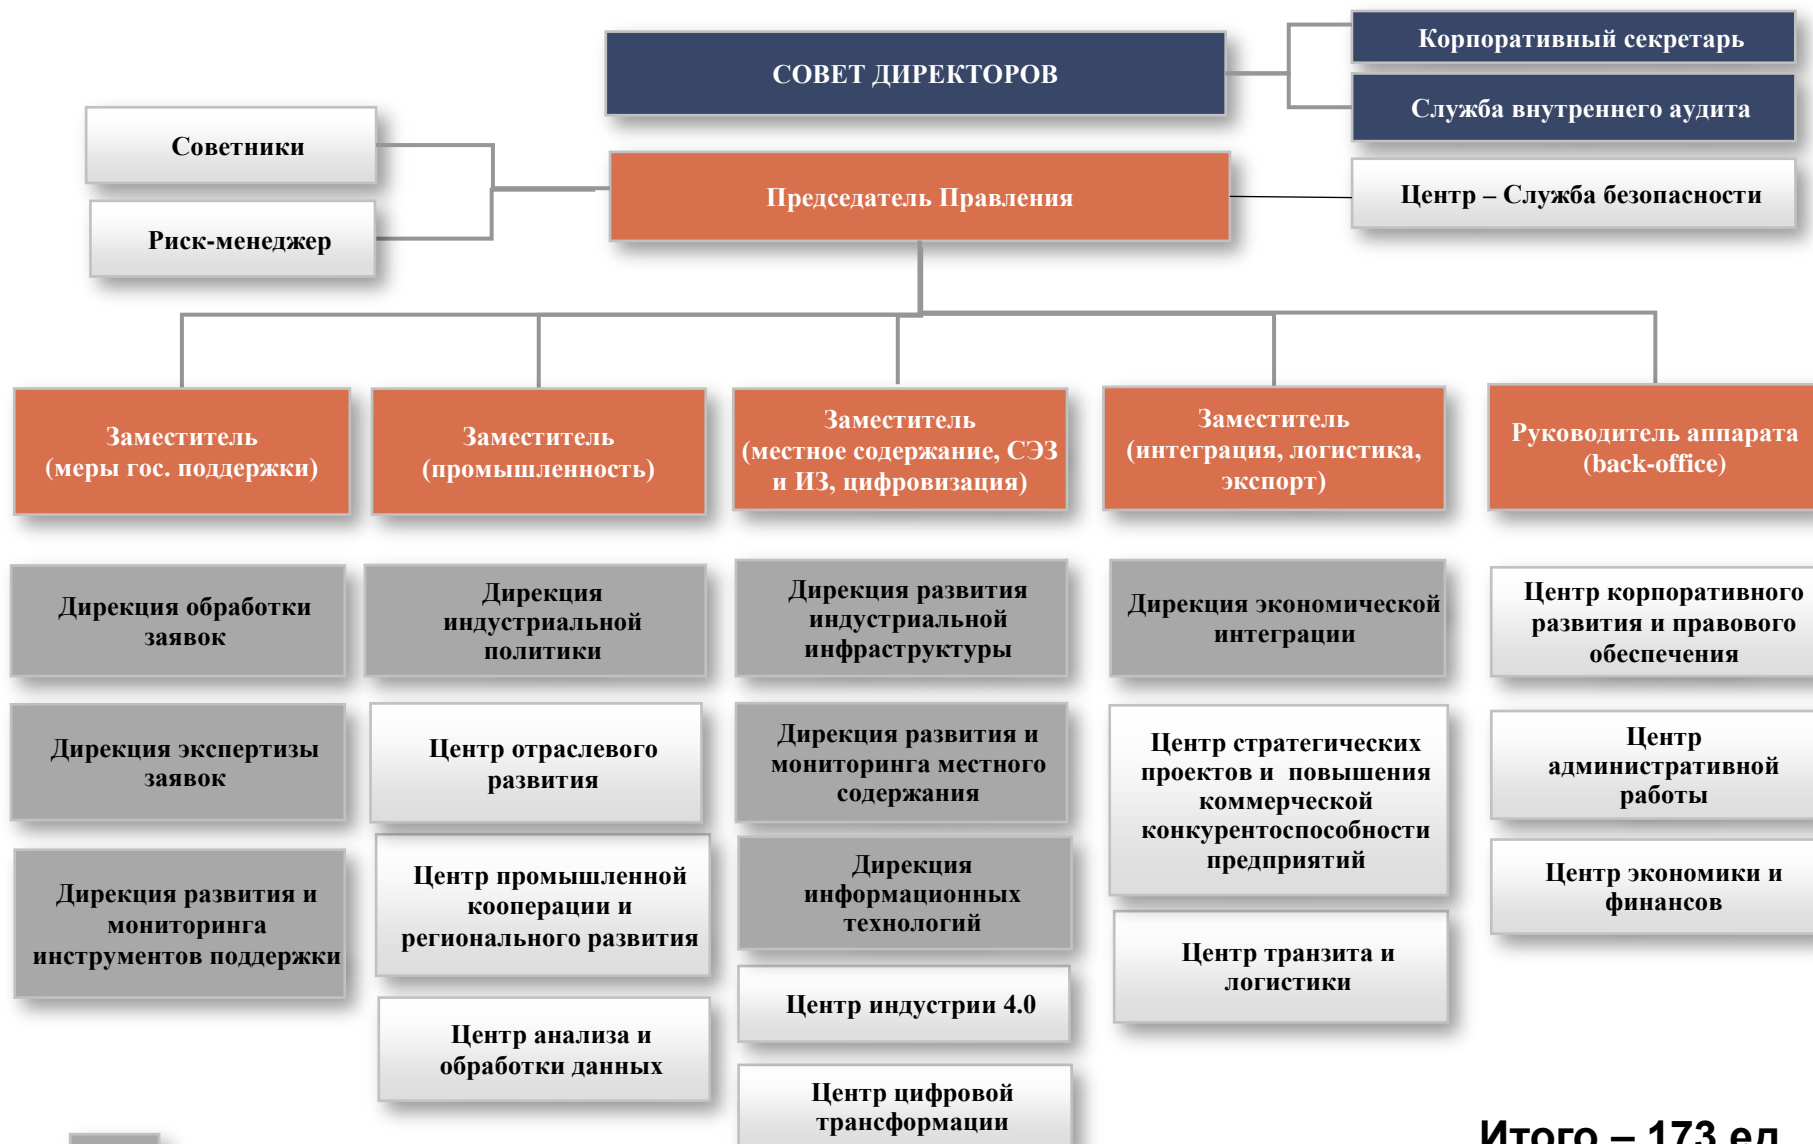 СОВЕТ ДИРЕКТОРОВ
Корпоративный секретарь
Служба внутреннего аудита
Советники
Риск-менеджер
Председатель Правления
Центр – Служба безопасности
Заместитель
(меры гос. поддержки)
Заместитель
(промышленность)
Заместитель
(местное содержание, СЭЗ
и ИЗ, цифровизация)
Заместитель
(интеграция, логистика,
экспорт)
Руководитель аппарата
(back-office)
Дирекция обработки
заявок
Дирекция экспертизы
заявок
Дирекция развития и
мониторинга
инструментов поддержки
Дирекция
индустриальной
политики
Центр отраслевого
развития
Центр промышленной
кооперации и
регионального развития
Центр анализа и
обработки данных
Дирекция развития
индустриальной
инфраструктуры
Дирекция развития и
мониторинга местного
содержания
Дирекция
информационных
технологий
Центр индустрии 4.0
Центр цифровой
трансформации
Дирекция экономической
интеграции
Центр стратегических
проектов и повышения
коммерческой
конкурентоспособности
предприятий
Центр транзита и
логистики
Центр корпоративного
развития и правового
обеспечения
Центр
административной
работы
Центр экономики и
финансов
Итого – 173 ед